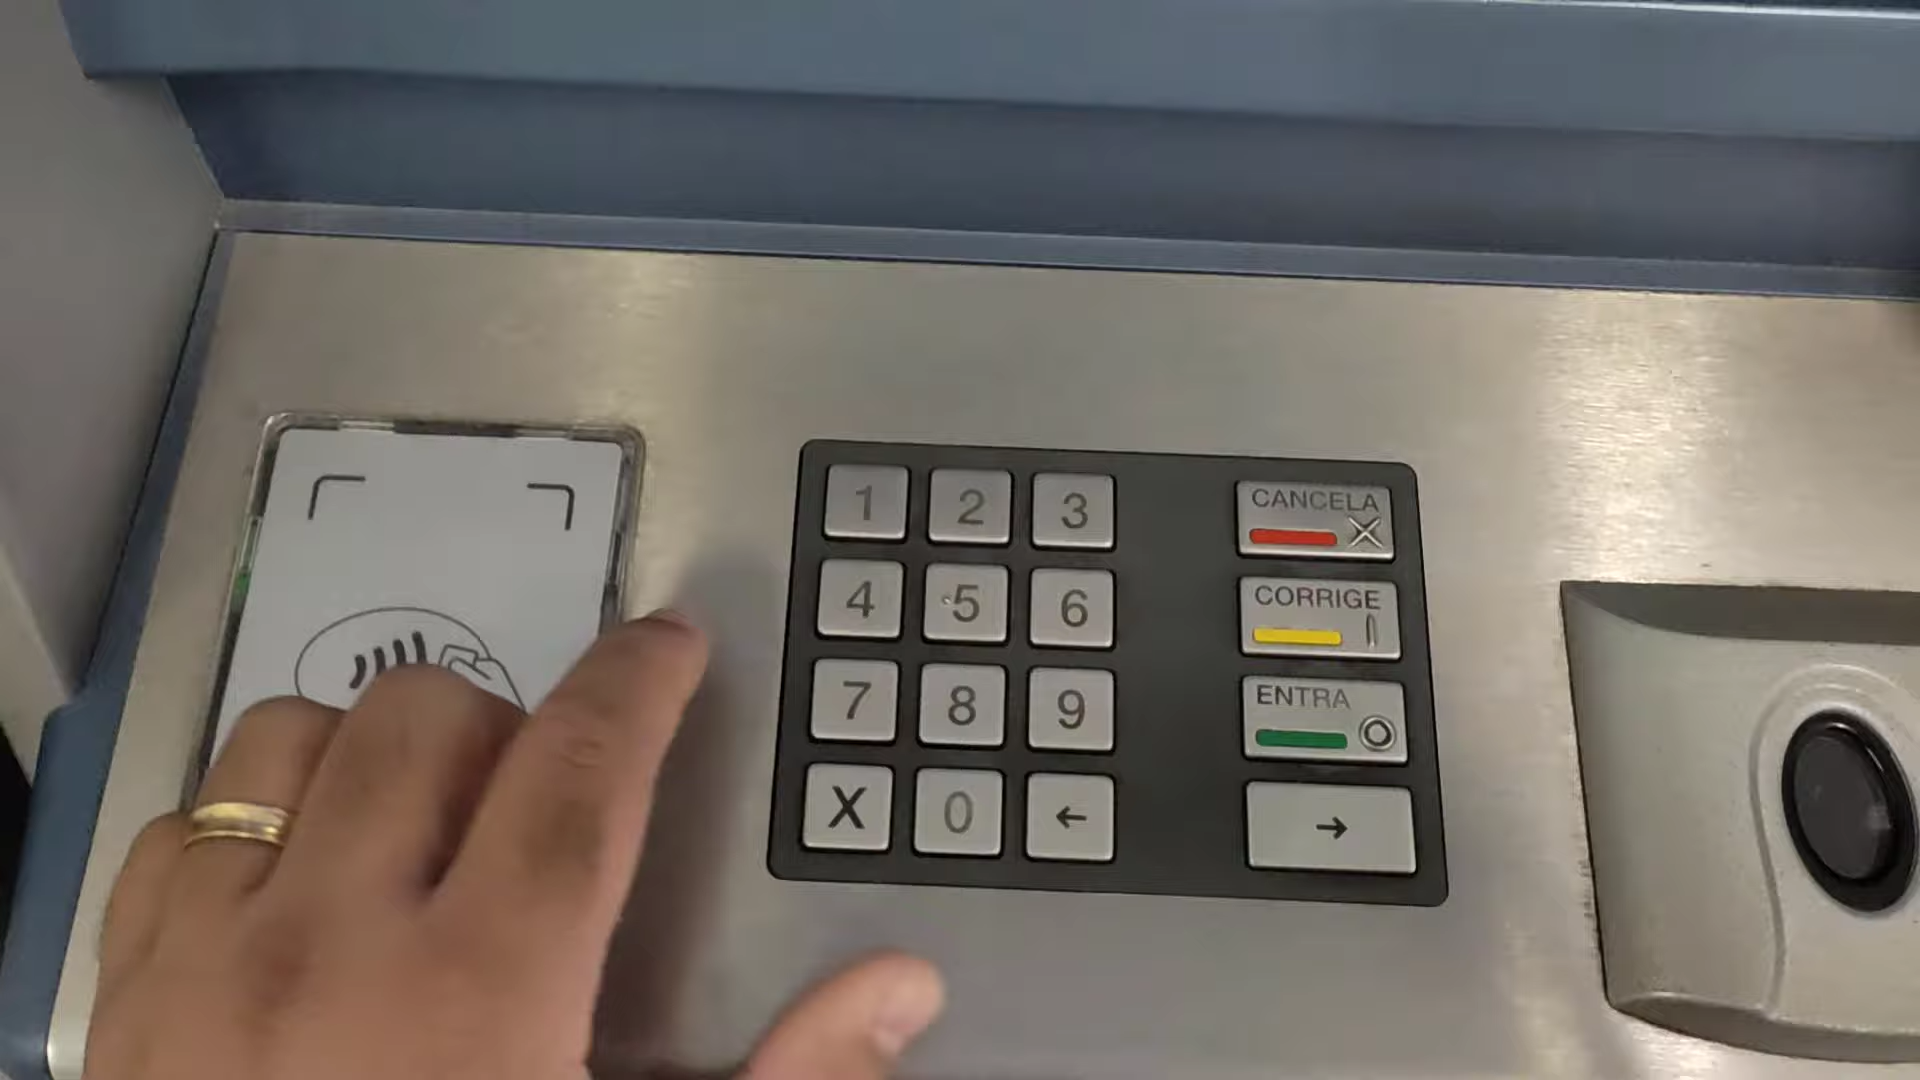 1 2 3 CANCELA
4 5 6 CORRIGE
7 8 9 ENTRA
X 0 ← →